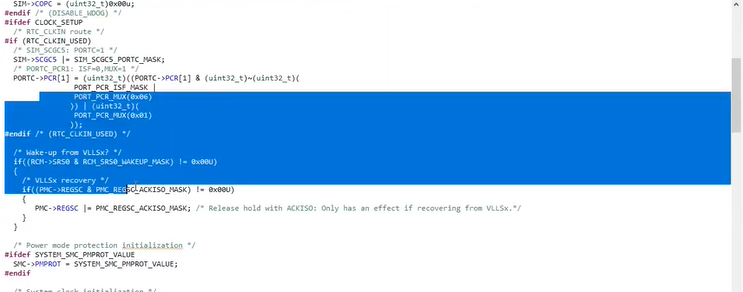 SIM->COPC = (uint32_t)0x00u;
#endif /* (DISABLE_WDOG) */
#ifdef CLOCK_SETUP
/* RTC_CLKIN route */
#if (RTC_CLKIN_USED)
/* SIM_SCGC5: PORTC=1 */
SIM->SCGC5 |= SIM_SCGC5_PORTC_MASK;
/* PORTC_PCR1: ISF=0,MUX=1 */
PORTC->PCR[1] = (uint32_t)((PORTC->PCR[1] & (uint32_t)~(uint32_t)(
PORT_PCR_ISF_MASK |
PORT_PCR_MUX(0x06)
)) | (uint32_t)(
PORT_PCR_MUX(0x01)
));
#endif /* (RTC_CLKIN_USED) */
/* Wake-up from VLLSx? */
if((RCM->SRS0 & RCM_SRS0_WAKEUP_MASK) != 0x00U)
{
/* VLLSx recovery */
if((PMC->REGSC & PMC_REGSC_ACKISO_MASK) != 0x00U)
{
PMC->REGSC |= PMC_REGSC_ACKISO_MASK; /* Release hold with ACKISO: Only has an effect if recovering from VLLSx.*/
}
}
/* Power mode protection initialization */
#ifdef SYSTEM_SMC_PMPROT_VALUE
SMC->PMPROT = SYSTEM_SMC_PMPROT_VALUE;
#endif
/* System clock initialization */